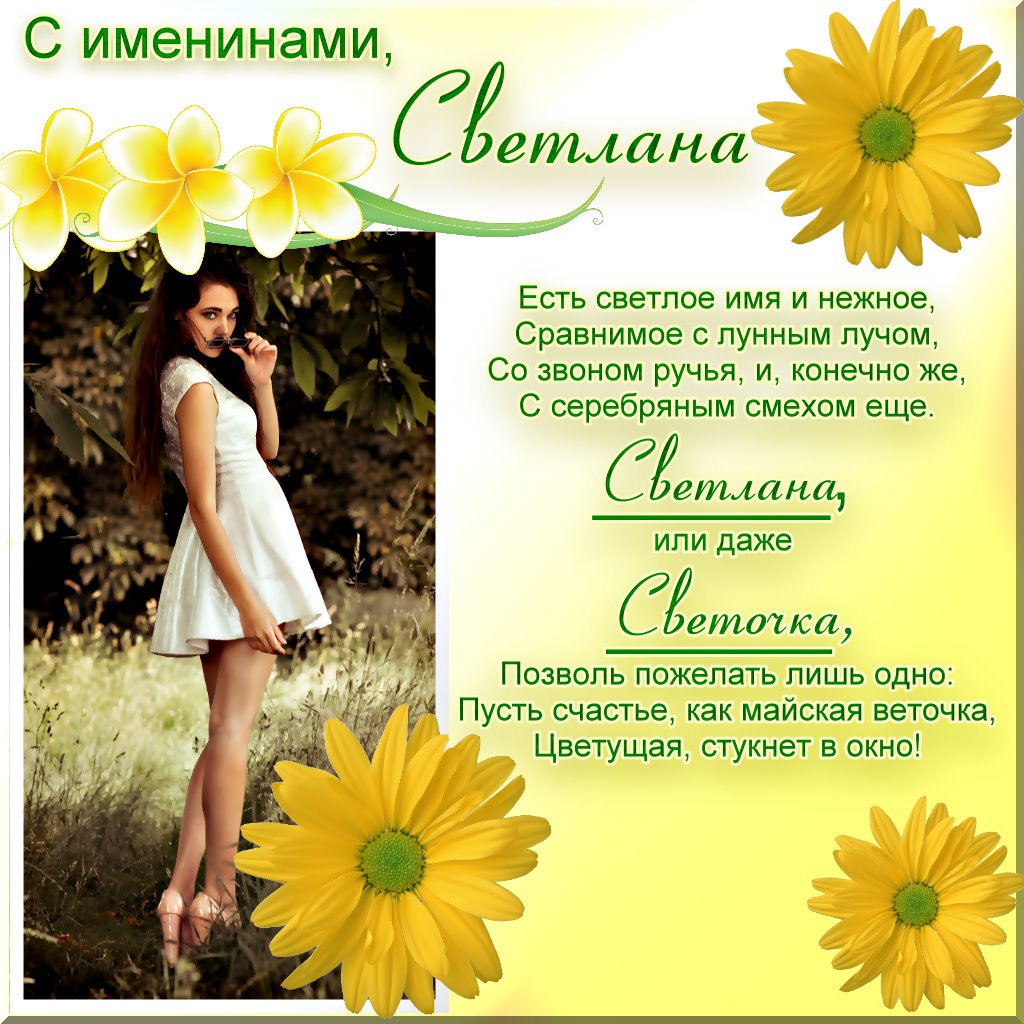 С именинами,
Светлана
Есть светлое имя и нежное,
Сравнимое с лунным лучом,
Со звоном ручья, и, конечно же,
С серебряным смехом еще.
Светлана,
или даже
Светочка,
Позволь пожелать лишь одно:
Пусть счастье, как майская веточка,
Цветущая, стукнет в окно!